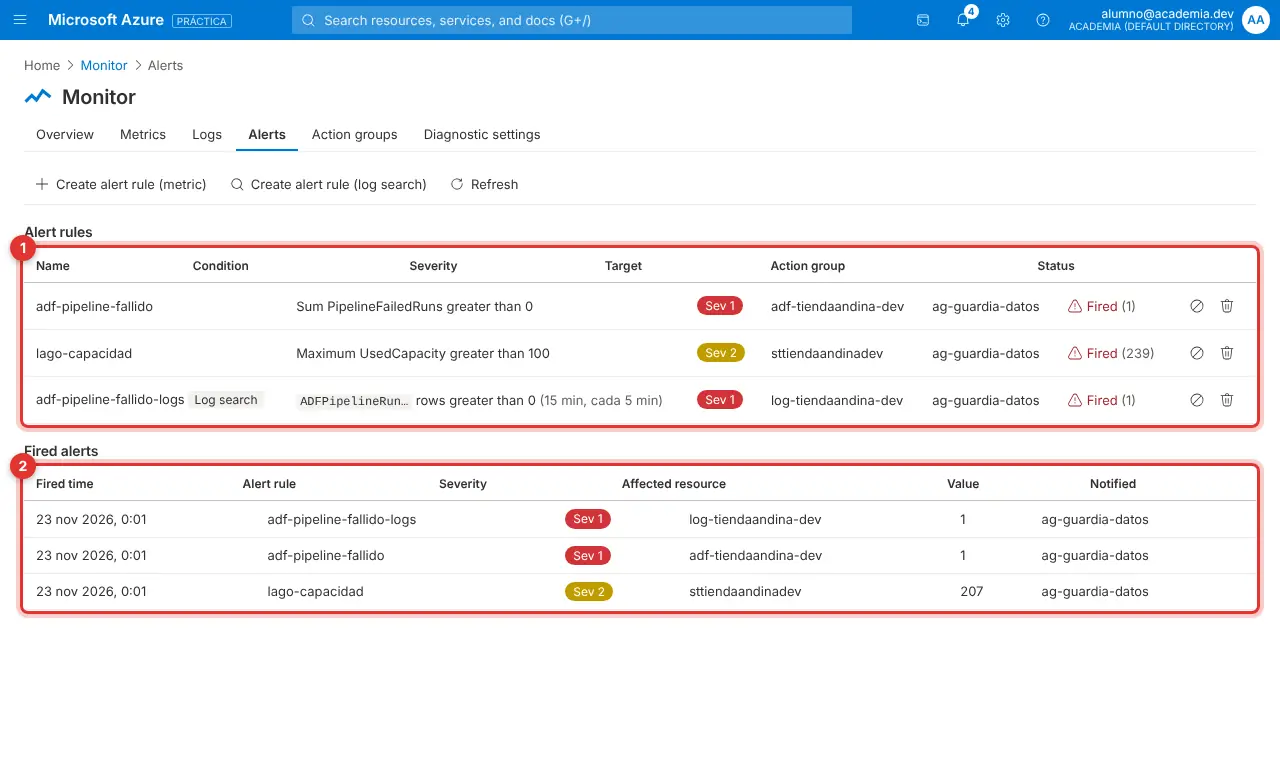 Microsoft Azure PRÁCTICA
Search resources, services, and docs (G+/)
4
alumno@academia.dev
ACADEMIA (DEFAULT DIRECTORY)
AA
Home > Monitor > Alerts
Monitor
Overview Metrics Logs Alerts Action groups Diagnostic settings
Create alert rule (metric) Create alert rule (log search) Refresh
Alert rules
1
Name Condition Severity Target Action group Status
adf-pipeline-fallido Sum PipelineFailedRuns greater than 0 Sev 1 adf-tiendaandina-dev ag-guardia-datos Fired (1)
lago-capacidad Maximum UsedCapacity greater than 100 Sev 2 sttiendaandinadev ag-guardia-datos Fired (239)
adf-pipeline-fallido-logs Log search ADFPipelineRun… rows greater than 0 (15 min, cada 5 min) Sev 1 log-tiendaandina-dev ag-guardia-datos Fired (1)
Fired alerts
2
Fired time Alert rule Severity Affected resource Value Notified
23 nov 2026, 0:01 adf-pipeline-fallido-logs Sev 1 log-tiendaandina-dev 1 ag-guardia-datos
23 nov 2026, 0:01 adf-pipeline-fallido Sev 1 adf-tiendaandina-dev 1 ag-guardia-datos
23 nov 2026, 0:01 lago-capacidad Sev 2 sttiendaandinadev 207 ag-guardia-datos